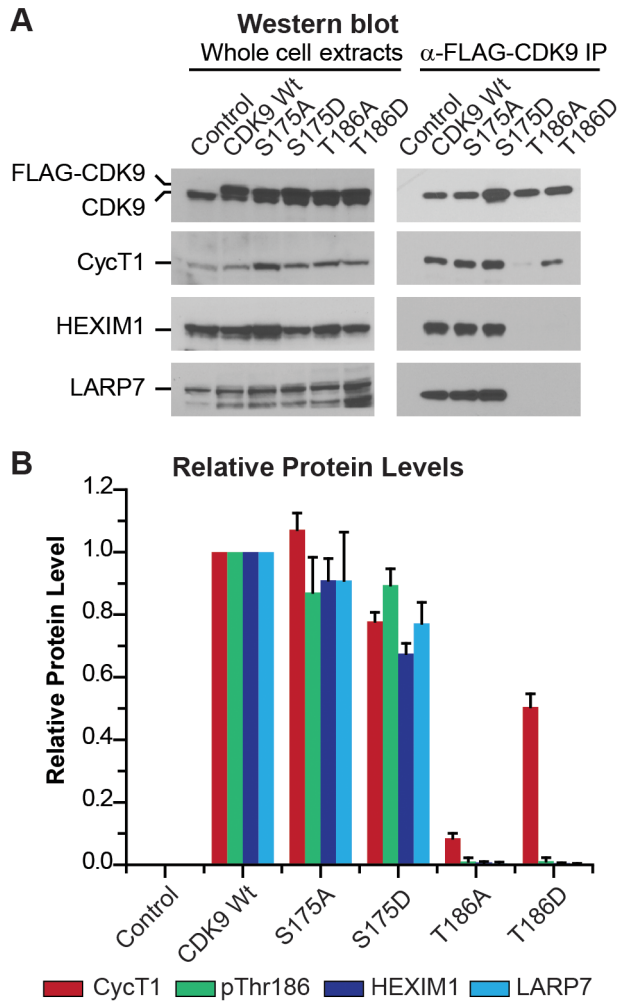 A
Western blot
Whole cell extracts
α-FLAG-CDK9 IP
Control
CDK9 Wt
S175A
S175D
T186A
T186D
Control
CDK9 Wt
S175A
S175D
T186A
T186D
FLAG-CDK9
CDK9
CycT1
HEXIM1
LARP7
B
Relative Protein Levels
Relative Protein Level
1.2
1.0
0.8
0.6
0.4
0.2
0.0
Control
CDK9 Wt
S175A
S175D
T186A
T186D
CycT1 pThr186 HEXIM1 LARP7